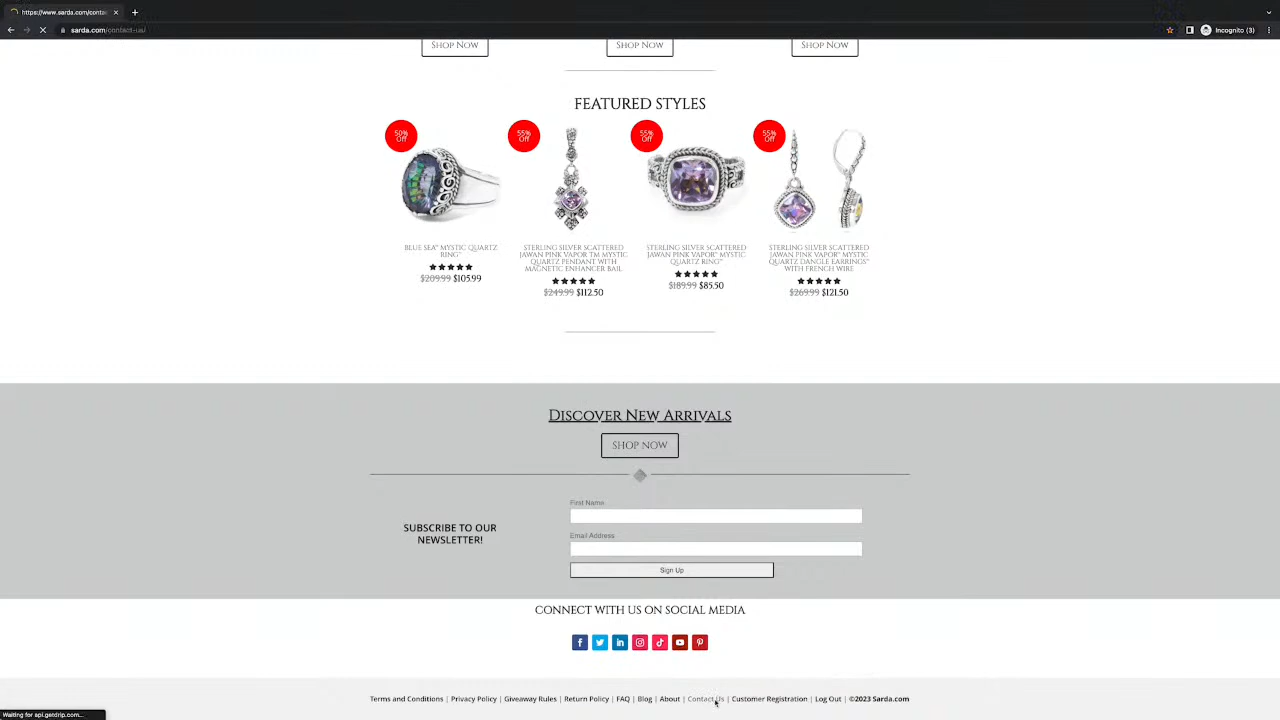 https://www.sarda.com/conta
sarda.com/contact-us/
Incognito (3)
SHOP NOW
SHOP NOW
SHOP NOW
FEATURED STYLES
50%
Off
55%
Off
55%
Off
55%
Off
BLUE SEA™ MYSTIC QUARTZ
RING™
$209.99 $105.99
STERLING SILVER SCATTERED
JAWAN PINK VAPOR TM MYSTIC
QUARTZ PENDANT WITH
MAGNETIC ENHANCER BAIL
$249.99 $112.50
STERLING SILVER SCATTERED
JAWAN PINK VAPOR™ MYSTIC
QUARTZ RING™
$189.99 $85.50
STERLING SILVER SCATTERED
JAWAN PINK VAPOR™ MYSTIC
QUARTZ DANGLE EARRINGS™
WITH FRENCH WIRE
$269.99 $121.50
DISCOVER NEW ARRIVALS
SHOP NOW
SUBSCRIBE TO OUR
NEWSLETTER!
First Name
Email Address
Sign Up
CONNECT WITH US ON SOCIAL MEDIA
Terms and Conditions | Privacy Policy | Giveaway Rules | Return Policy | FAQ | Blog | About | Contact Us | Customer Registration | Log Out | ©2023 Sarda.com
Waiting for api.getdrip.com...